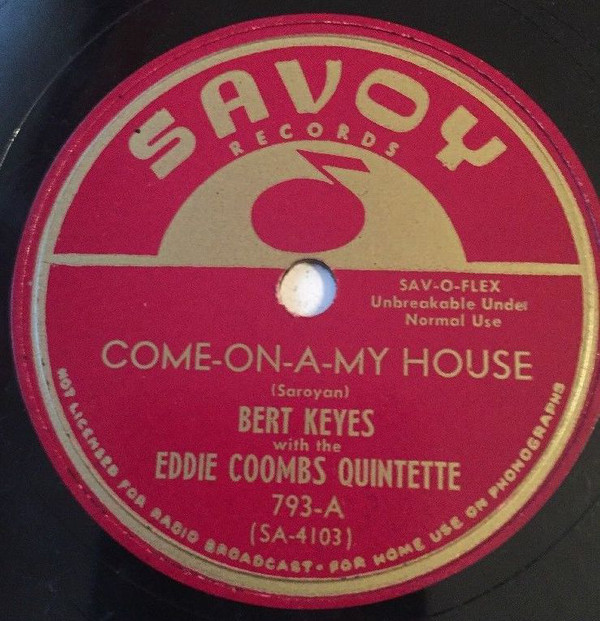 SAVOY
RECORDS
SAV-O-FLEX
Unbreakable Under
Normal Use
COME-ON-A-MY HOUSE
(Saroyan)
BERT KEYES
with the
EDDIE COOMBS QUINTETTE
793-A
(SA-4103)
NOT LICENSED FOR RADIO BROADCAST • FOR HOME USE ON PHONOGRAPHS